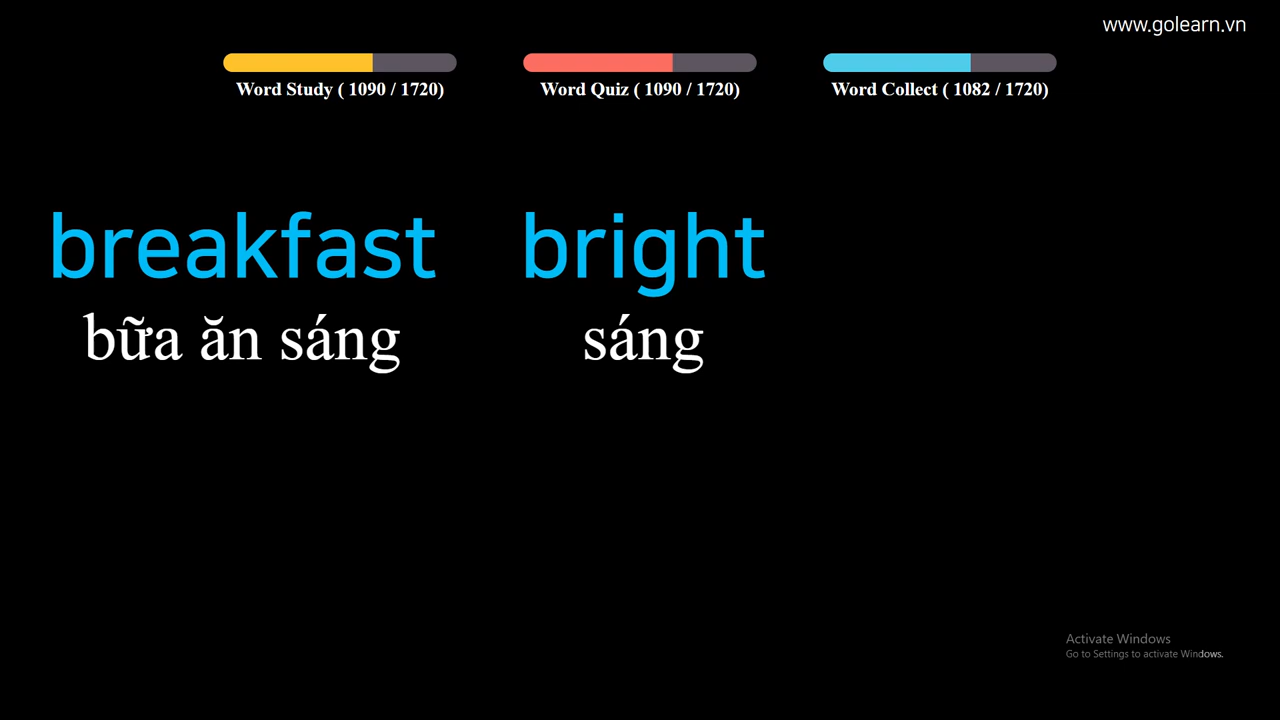 www.golearn.vn
Word Study ( 1090 / 1720)
Word Quiz ( 1090 / 1720)
Word Collect ( 1082 / 1720)
breakfast
bright
bữa ăn sáng
sáng
Activate Windows
Go to Settings to activate Windows.